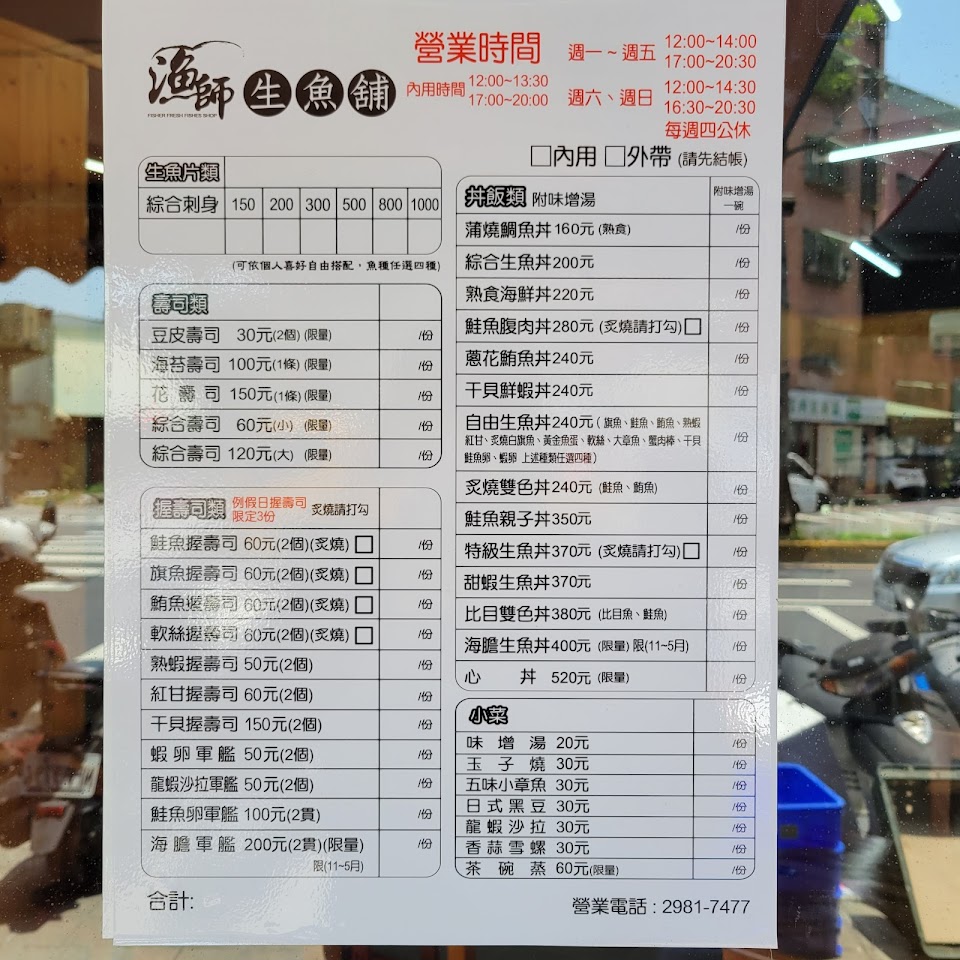 漁師 生魚舖
FISHER FRESH FISHES SHOP
營業時間 週一 ~ 週五 12:00~14:00
17:00~20:30
內用時間 12:00~13:30
17:00~20:00
週六、週日 12:00~14:30
16:30~20:30
每週四公休
□內用 □外帶 (請先結帳)
生魚片類
綜合刺身 150 200 300 500 800 1000
(可依個人喜好自由搭配，魚種任選四種)
壽司類
豆皮壽司 30元(2個) (限量) /份
海苔壽司 100元(1條) (限量) /份
花壽司 150元(1條) (限量) /份
綜合壽司 60元(小) (限量) /份
綜合壽司 120元(大) (限量) /份
握壽司類 例假日握壽司限定3份 炙燒請打勾
鮭魚握壽司 60元(2個)(炙燒) □ /份
旗魚握壽司 60元(2個)(炙燒) □ /份
鮪魚握壽司 60元(2個)(炙燒) □ /份
軟絲握壽司 60元(2個)(炙燒) □ /份
熟蝦握壽司 50元(2個) /份
紅甘握壽司 60元(2個) /份
干貝握壽司 150元(2個) /份
蝦卵軍艦 50元(2個) /份
龍蝦沙拉軍艦 50元(2個) /份
鮭魚卵軍艦 100元(2貫) /份
海膽軍艦 200元(2貫)(限量) /份
限(11~5月)
合計:
丼飯類 附味增湯 附味增湯一碗
蒲燒鯛魚丼160元 (熟食) /份
綜合生魚丼200元 /份
熟食海鮮丼220元 /份
鮭魚腹肉丼280元 (炙燒請打勾)□ /份
蔥花鮪魚丼240元 /份
干貝鮮蝦丼240元 /份
自由生魚丼240元 ( 旗魚、鮭魚、鮪魚、熟蝦 /份
紅甘、炙燒白旗魚、黃金魚蛋、軟絲、大章魚、蟹肉棒、干貝
鮭魚卵、蝦卵 上述種類任選四種 )
炙燒雙色丼240元 (鮭魚、鮪魚) /份
鮭魚親子丼350元 /份
特級生魚丼370元 (炙燒請打勾)□ /份
甜蝦生魚丼370元 /份
比目雙色丼380元 (比目魚、鮭魚) /份
海膽生魚丼400元 (限量) 限(11~5月) /份
心丼 520元 (限量) /份
小菜
味增湯 20元 /份
玉子燒 30元 /份
五味小章魚 30元 /份
日式黑豆 30元 /份
龍蝦沙拉 30元 /份
香蒜雪螺 30元 /份
茶碗蒸 60元(限量) /份
營業電話 : 2981-7477